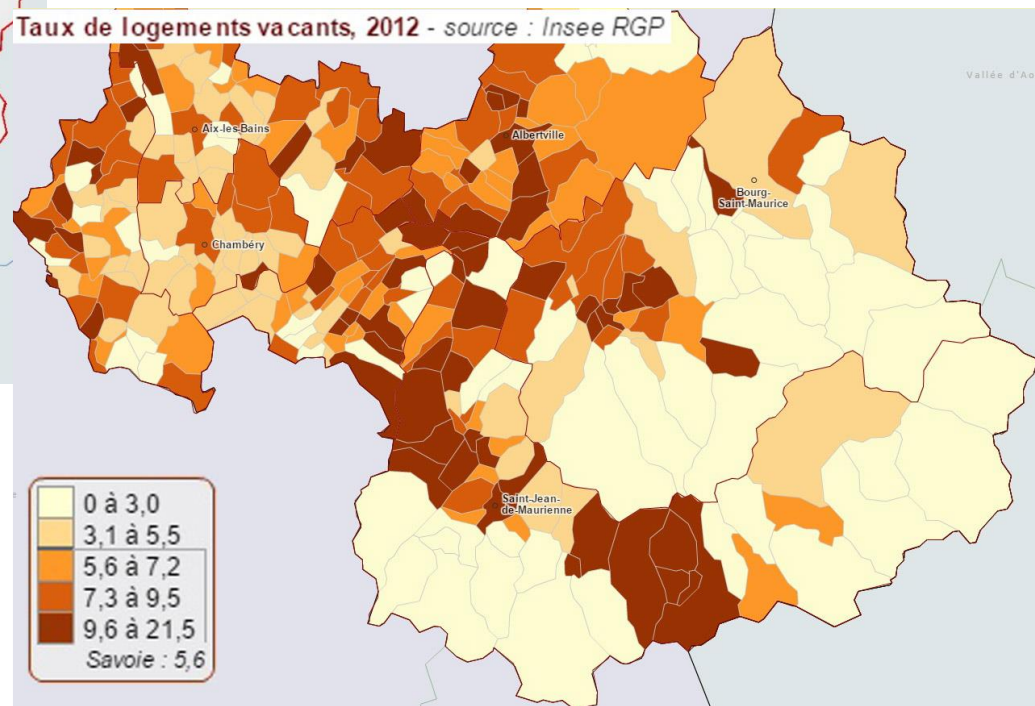 Taux de logements vacants, 2012 - source : Insee RGP
Aix-les-Bains
Albertville
Bourg-
Saint-Maurice
Chambéry
Saint-Jean-
de-Maurienne
0 à 3,0
3,1 à 5,5
5,6 à 7,2
7,3 à 9,5
9,6 à 21,5
Savoie : 5,6
Vallée d'Ao